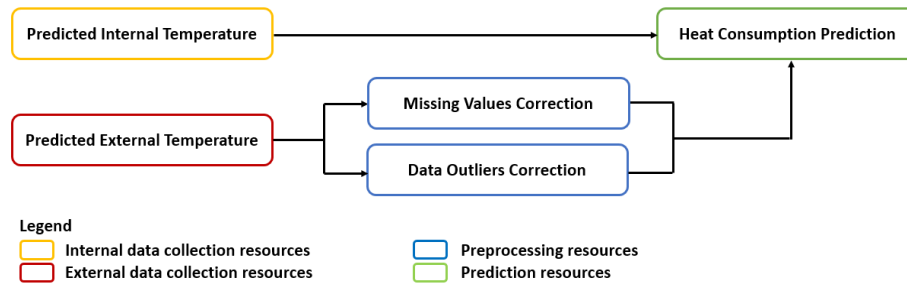 Predicted Internal Temperature
Heat Consumption Prediction
Missing Values Correction
Predicted External Temperature
Data Outliers Correction
Legend
Internal data collection resources
Preprocessing resources
External data collection resources
Prediction resources